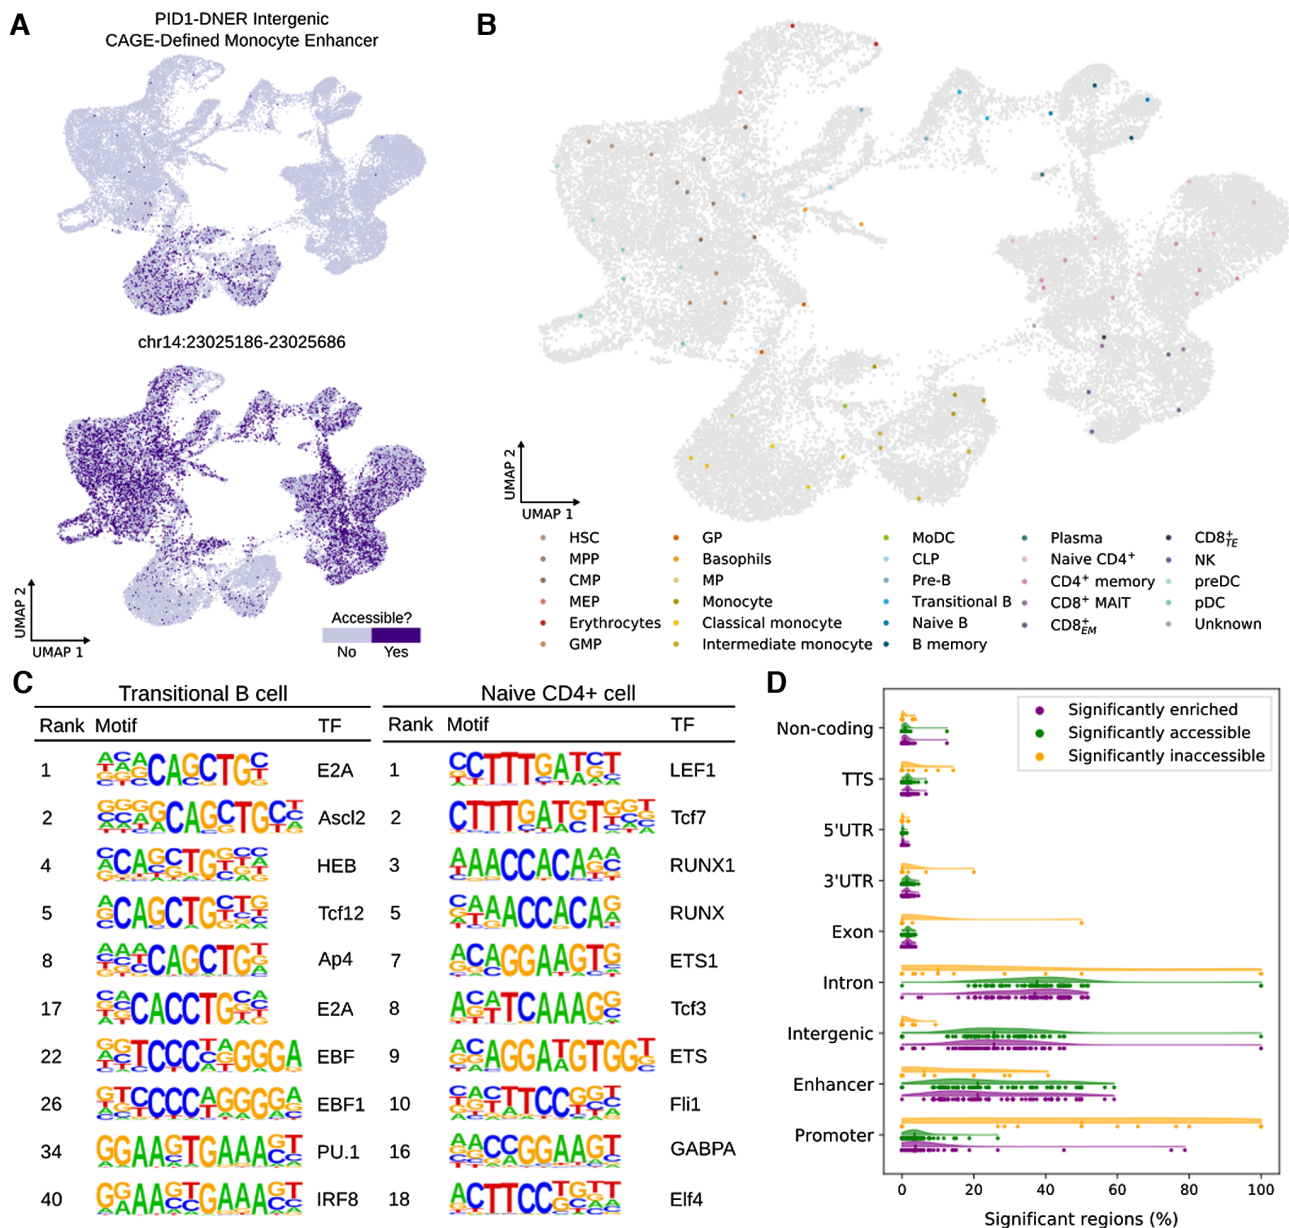 A
PID1-DNER Intergenic
CAGE-Defined Monocyte Enhancer
chr14:23025186-23025686
UMAP 2
UMAP 1
Accessible?
No Yes
B
UMAP 2
UMAP 1
HSC GP MoDC Plasma CD8+TE
MPP Basophils CLP Naive CD4+ NK
CMP MP Pre-B CD4+ memory preDC
MEP Monocyte Transitional B CD8+ MAIT pDC
Erythrocytes Classical monocyte Naive B CD8+EM Unknown
GMP Intermediate monocyte B memory
C
Transitional B cell
Rank Motif TF
1 E2A
2 Ascl2
4 HEB
5 Tcf12
8 Ap4
17 E2A
22 EBF
26 EBF1
34 PU.1
40 IRF8
Naive CD4+ cell
Rank Motif TF
1 LEF1
2 Tcf7
3 RUNX1
5 RUNX
7 ETS1
8 Tcf3
9 ETS
10 Fli1
16 GABPA
18 Elf4
D
Significantly enriched
Significantly accessible
Significantly inaccessible
Non-coding
TTS
5'UTR
3'UTR
Exon
Intron
Intergenic
Enhancer
Promoter
0 20 40 60 80 100
Significant regions (%)